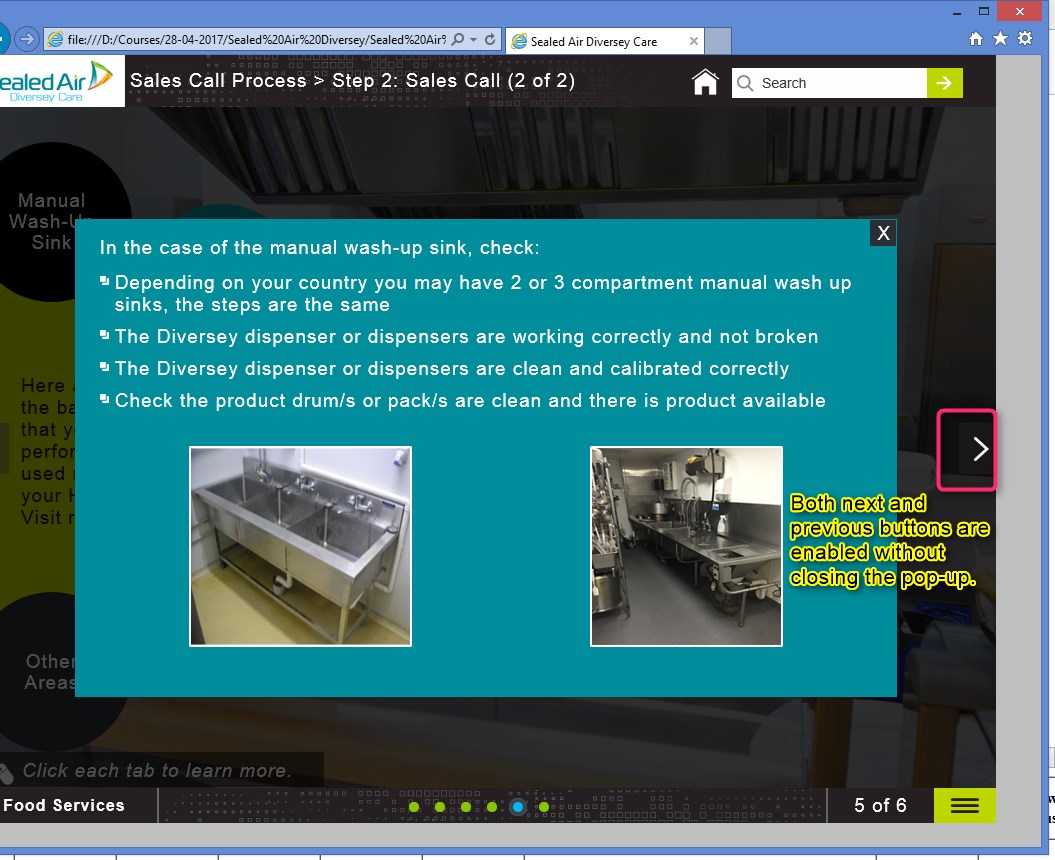 file:///D:/Courses/28-04-2017/Sealed%20Air%20Diversey/Sealed%20Air%
Sealed Air Diversey Care
ealed Air
Diversey Care
Sales Call Process > Step 2: Sales Call (2 of 2)
Search
Manual
Wash-Up
Sink
X
In the case of the manual wash-up sink, check:
Depending on your country you may have 2 or 3 compartment manual wash up
sinks, the steps are the same
The Diversey dispenser or dispensers are working correctly and not broken
The Diversey dispenser or dispensers are clean and calibrated correctly
Check the product drum/s or pack/s are clean and there is product available
Here
the ba
that y
perfor
used
your H
Visit r
Both next and
previous buttons are
enabled without
closing the pop-up.
Other
Areas
Click each tab to learn more.
Food Services
5 of 6